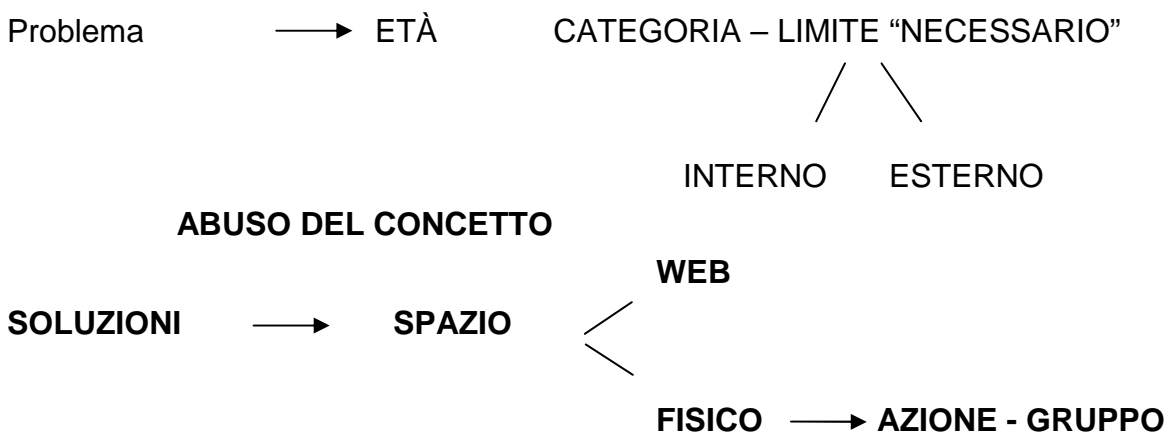 Problema ETÀ CATEGORIA – LIMITE “NECESSARIO”
INTERNO ESTERNO
ABUSO DEL CONCETTO
WEB
SOLUZIONI SPAZIO
FISICO AZIONE - GRUPPO